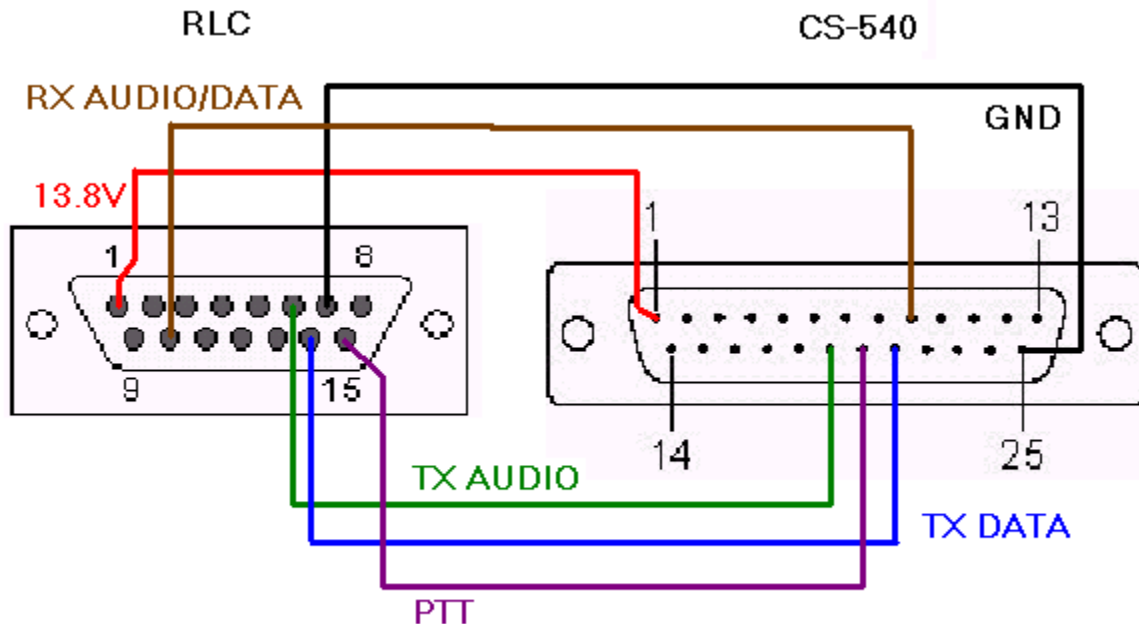 RLC
CS-540
RX AUDIO/DATA
GND
13.8V
1
13
1
8
9
15
14
25
TX AUDIO
TX DATA
PTT